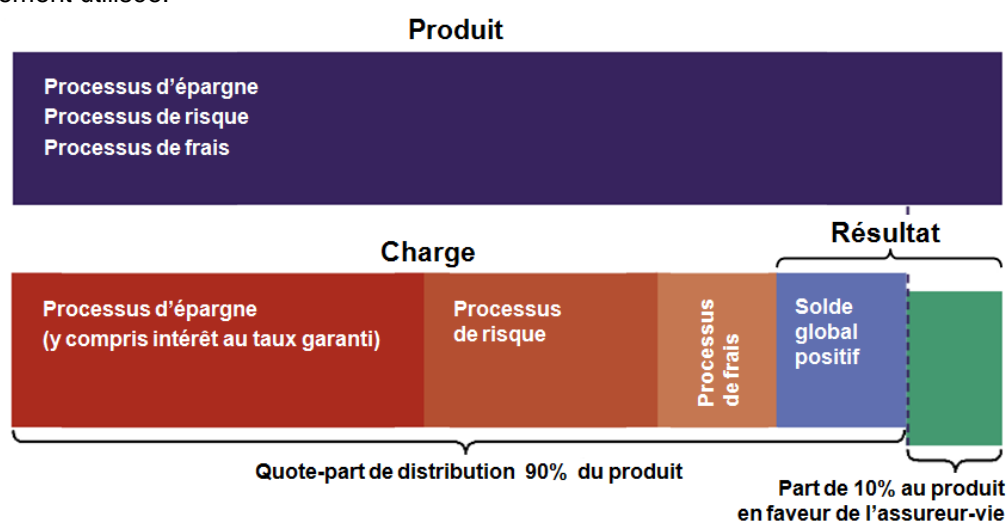 Produit
Processus d'épargne
Processus de risque
Processus de frais
Résultat
Charge
Processus d'épargne
(y compris intérêt au taux garanti)
Processus
de risque
Processus
de frais
Solde
global
positif
Quote-part de distribution 90% du produit
Part de 10% au produit
en faveur de l'assureur-vie